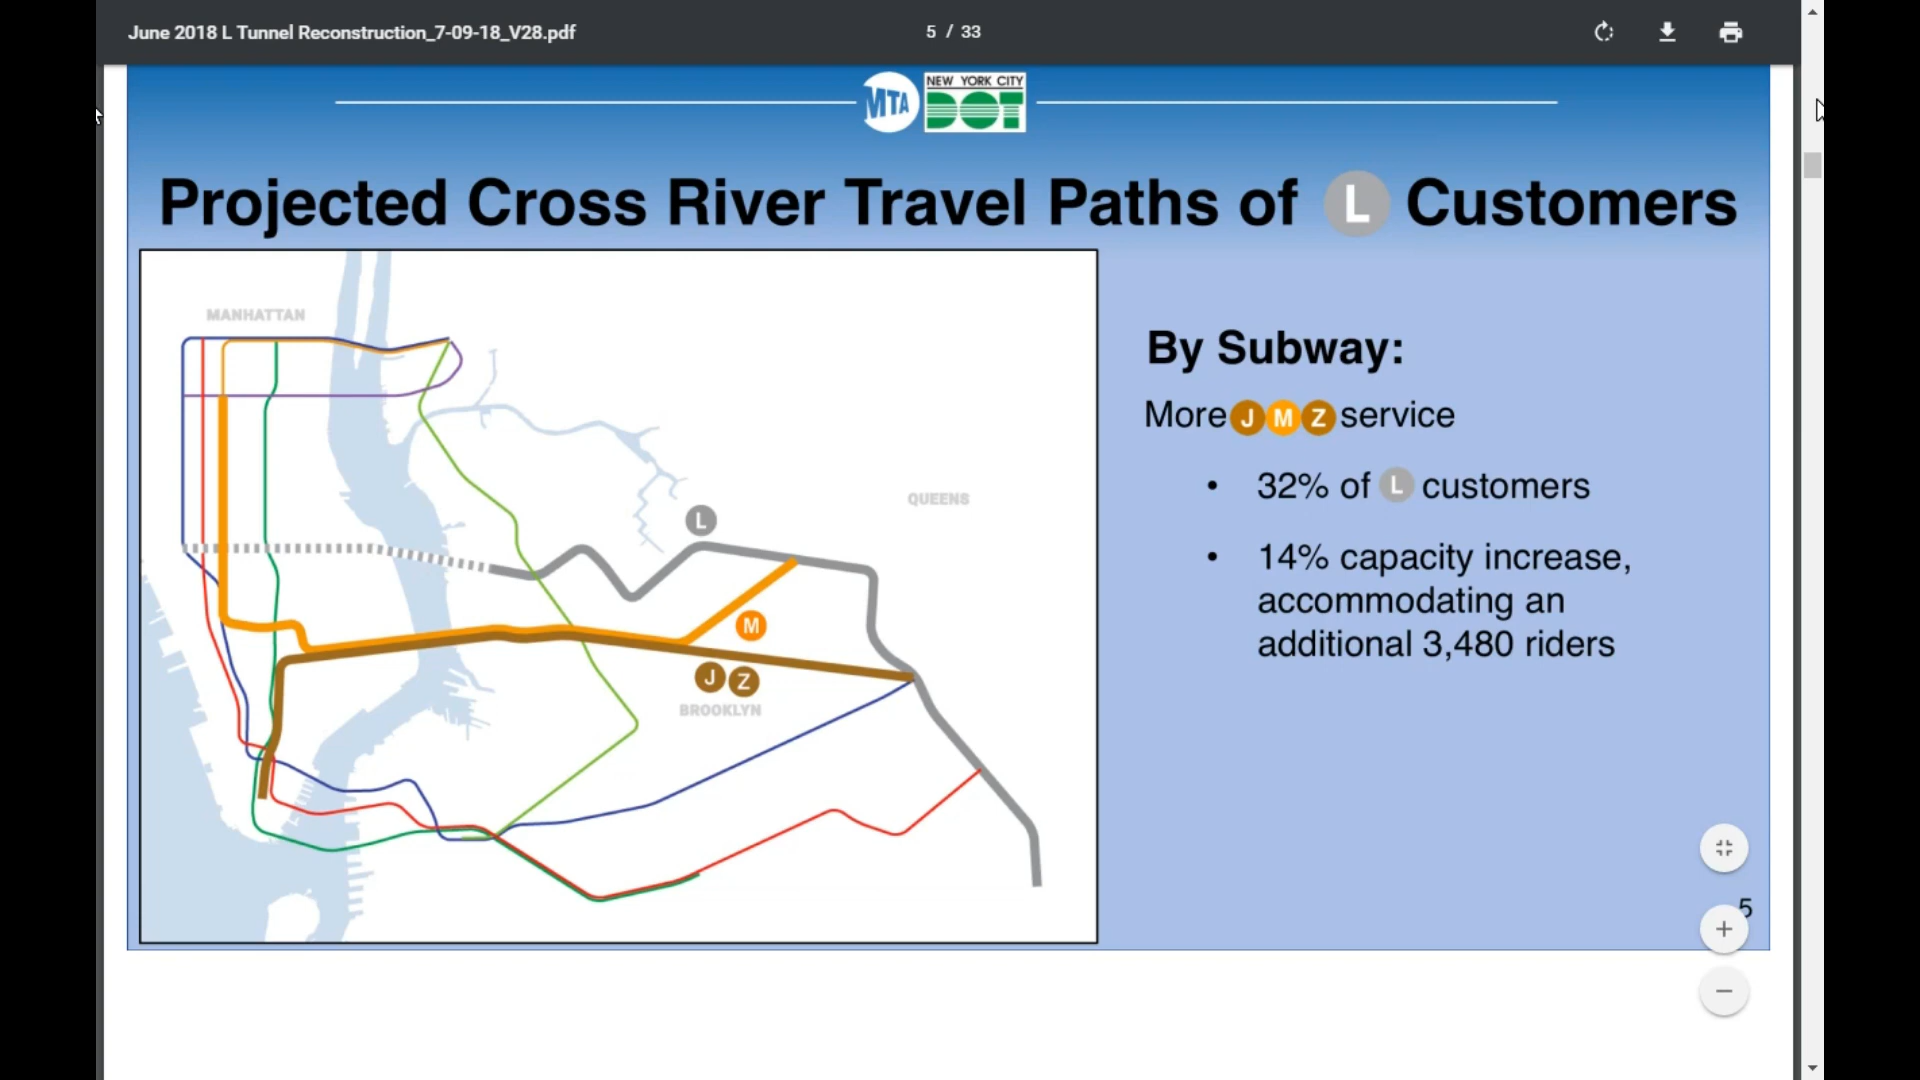 June 2018 L Tunnel Reconstruction_7-09-18_V28.pdf
5 / 33
MTA
NEW YORK CITY
DOT
Projected Cross River Travel Paths of L Customers
MANHATTAN
QUEENS
L
M
J Z
BROOKLYN
By Subway:
More J M Z service
• 32% of L customers
• 14% capacity increase,
accommodating an
additional 3,480 riders
5